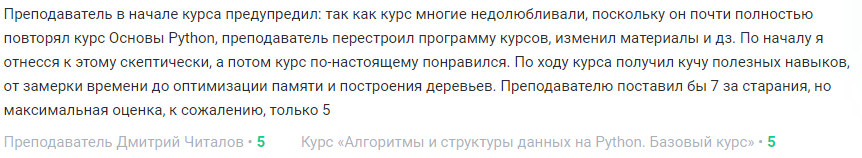 Преподаватель в начале курса предупредил: так как курс многие недолюбливали, поскольку он почти полностью
повторял курс Основы Python, преподаватель перестроил программу курсов, изменил материалы и дз. По началу я
отнесся к этому скептически, а потом курс по-настоящему понравился. По ходу курса получил кучу полезных навыков,
от замерки времени до оптимизации памяти и построения деревьев. Преподавателю поставил бы 7 за старания, но
максимальная оценка, к сожалению, только 5
Преподаватель Дмитрий Читалов • 5 Курс «Алгоритмы и структуры данных на Python. Базовый курс» • 5